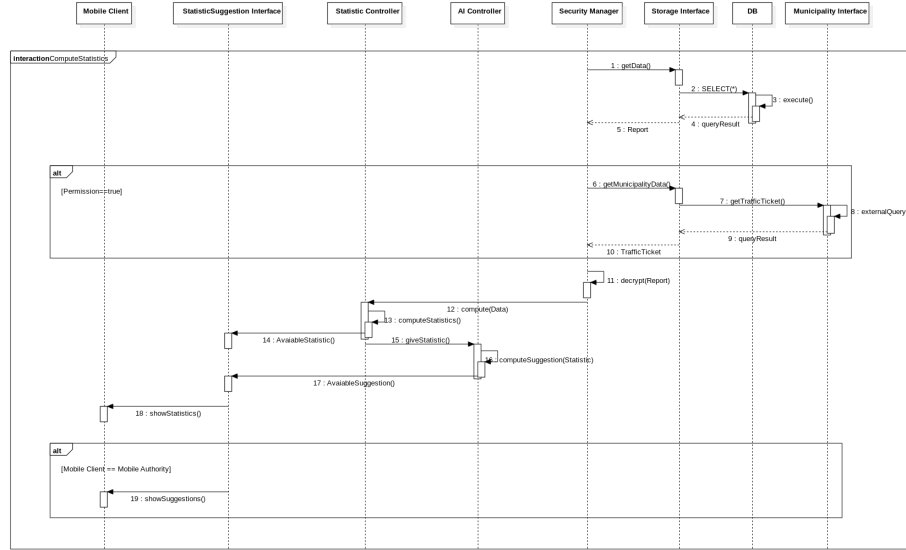 Mobile Client
StatisticSuggestion Interface
Statistic Controller
AI Controller
Security Manager
Storage Interface
DB
Municipality Interface
interactionComputeStatistics
1 : getData()
2 : SELECT(*)
3 : execute()
4 : queryResult
5 : Report
alt
[Permission==true]
6 : getMunicipalityData()
7 : getTrafficTicket()
8 : externalQuery
9 : queryResult
10 : TrafficTicket
11 : decrypt(Report)
12 : compute(Data)
13 : computeStatistics()
14 : AvaiableStatistic()
15 : giveStatistic()
16 : computeSuggestion(Statistic)
17 : AvaiableSuggestion()
18 : showStatistics()
alt
[Mobile Client == Mobile Authority]
19 : showSuggestions()